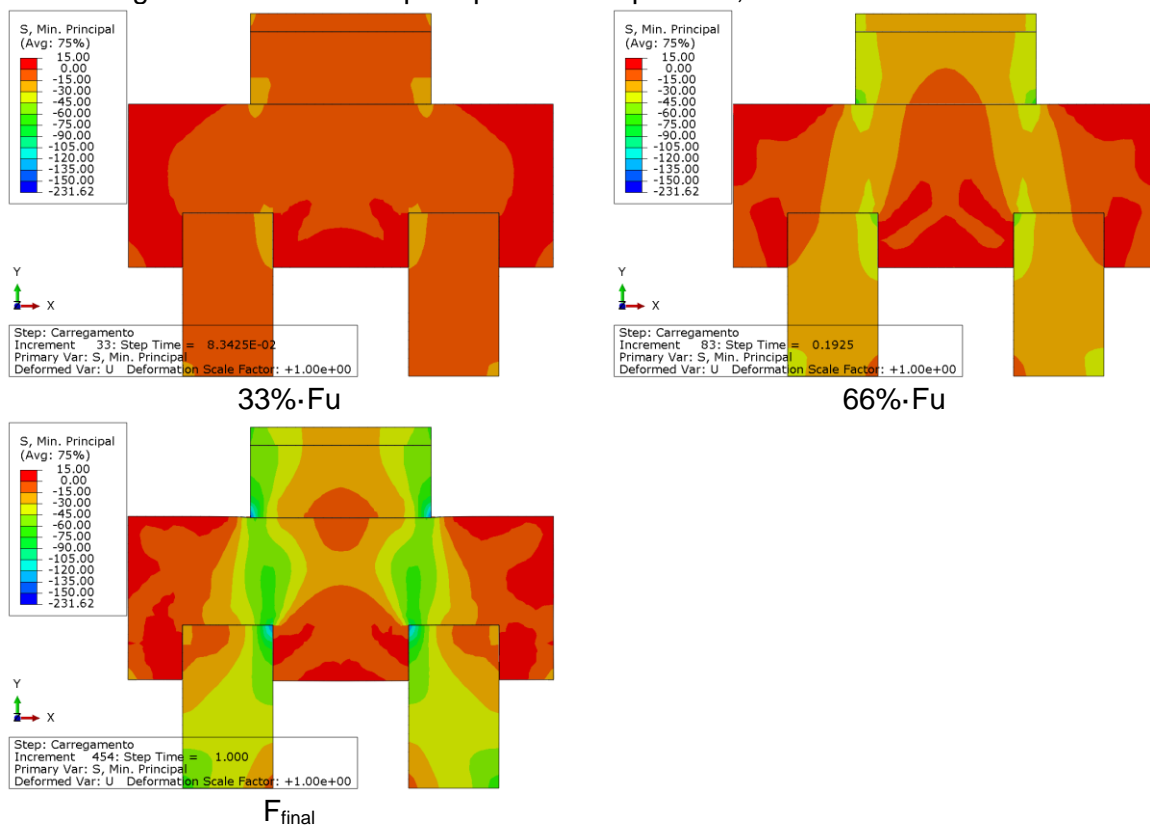 S, Min. Principal
(Avg: 75%)
15.00
0.00
-15.00
-30.00
-45.00
-60.00
-75.00
-90.00
-105.00
-120.00
-135.00
-150.00
-231.62
Y
Z X
Step: Carregamento
Increment 33: Step Time = 8.3425E-02
Primary Var: S, Min. Principal
Deformed Var: U Deformation Scale Factor: +1.00e+00
33%·Fu
S, Min. Principal
(Avg: 75%)
15.00
0.00
-15.00
-30.00
-45.00
-60.00
-75.00
-90.00
-105.00
-120.00
-135.00
-150.00
-231.62
Y
Z X
Step: Carregamento
Increment 83: Step Time = 0.1925
Primary Var: S, Min. Principal
Deformed Var: U Deformation Scale Factor: +1.00e+00
66%·Fu
S, Min. Principal
(Avg: 75%)
15.00
0.00
-15.00
-30.00
-45.00
-60.00
-75.00
-90.00
-105.00
-120.00
-135.00
-150.00
-231.62
Y
Z X
Step: Carregamento
Increment 454: Step Time = 1.000
Primary Var: S, Min. Principal
Deformed Var: U Deformation Scale Factor: +1.00e+00
Ffinal